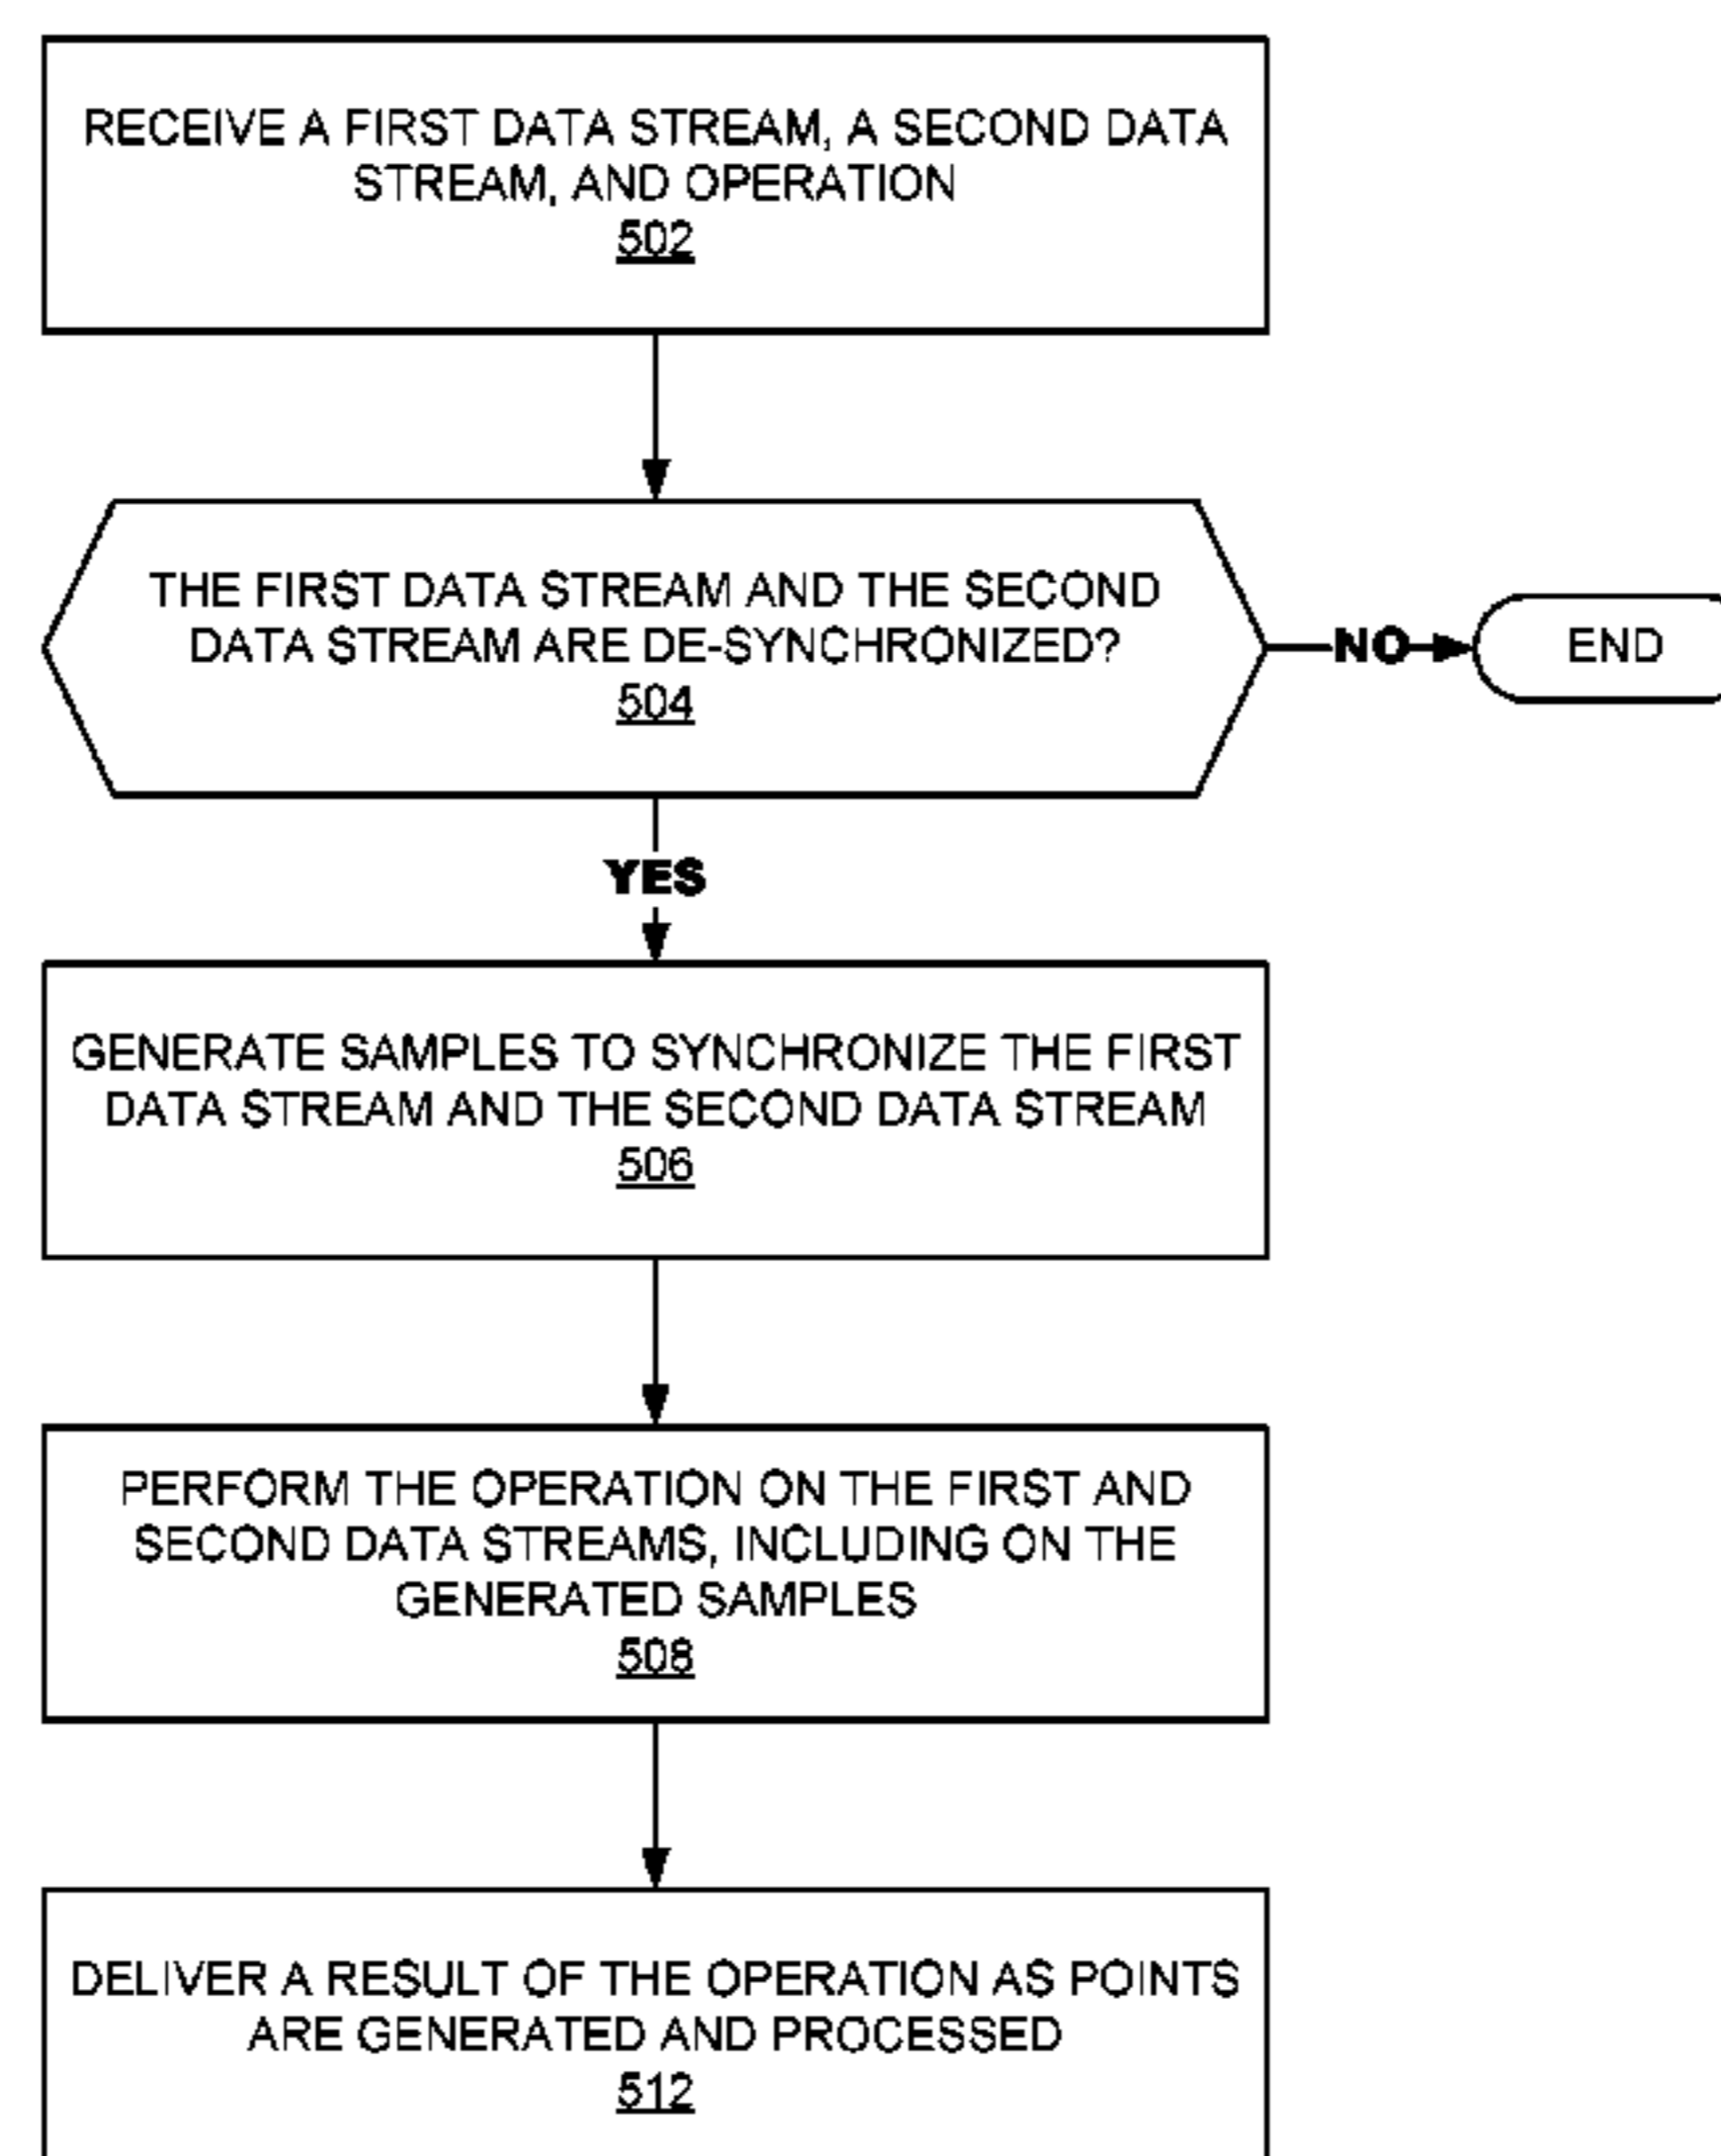 RECEIVE A FIRST DATA STREAM, A SECOND DATA
STREAM, AND OPERATION
502
THE FIRST DATA STREAM AND THE SECOND
DATA STREAM ARE DE-SYNCHRONIZED?
504
NO
END
YES
GENERATE SAMPLES TO SYNCHRONIZE THE FIRST
DATA STREAM AND THE SECOND DATA STREAM
506
PERFORM THE OPERATION ON THE FIRST AND
SECOND DATA STREAMS, INCLUDING ON THE
GENERATED SAMPLES
508
DELIVER A RESULT OF THE OPERATION AS POINTS
ARE GENERATED AND PROCESSED
512